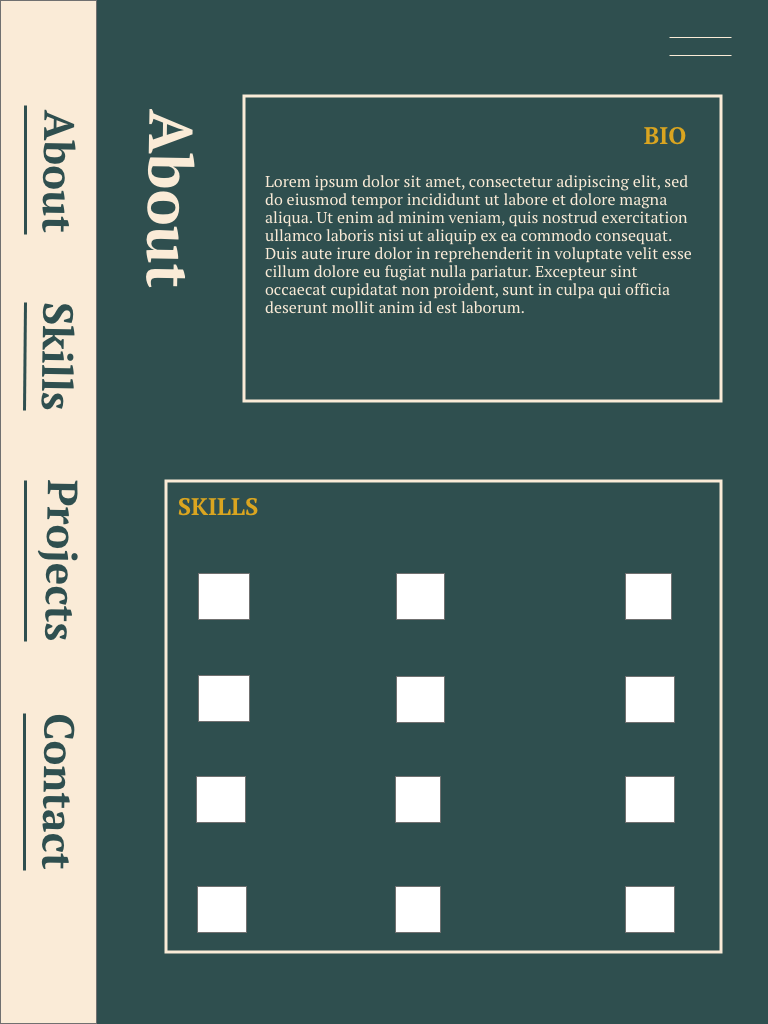 About
Skills
Projects
Contact
About
BIO
Lorem ipsum dolor sit amet, consectetur adipiscing elit, sed
do eiusmod tempor incididunt ut labore et dolore magna
aliqua. Ut enim ad minim veniam, quis nostrud exercitation
ullamco laboris nisi ut aliquip ex ea commodo consequat.
Duis aute irure dolor in reprehenderit in voluptate velit esse
cillum dolore eu fugiat nulla pariatur. Excepteur sint
occaecat cupidatat non proident, sunt in culpa qui officia
deserunt mollit anim id est laborum.
SKILLS